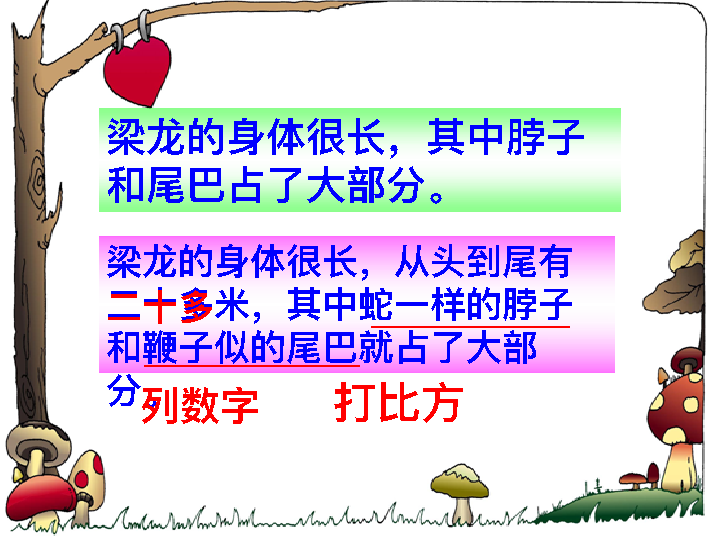 梁龙的身体很长，其中脖子
和尾巴占了大部分。
梁龙的身体很长，从头到尾有
二十多米，其中蛇一样的脖子
和鞭子似的尾巴就占了大部
分。
列数字 打比方